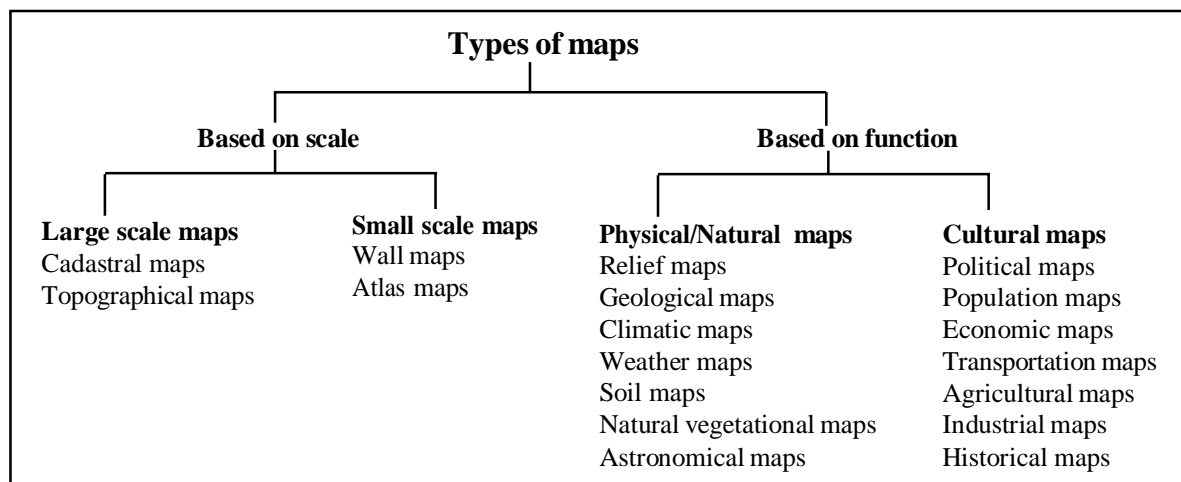 Types of maps
Based on scale
Based on function
Large scale maps
Cadastral maps
Topographical maps
Small scale maps
Wall maps
Atlas maps
Physical/Natural maps
Relief maps
Geological maps
Climatic maps
Weather maps
Soil maps
Natural vegetational maps
Astronomical maps
Cultural maps
Political maps
Population maps
Economic maps
Transportation maps
Agricultural maps
Industrial maps
Historical maps